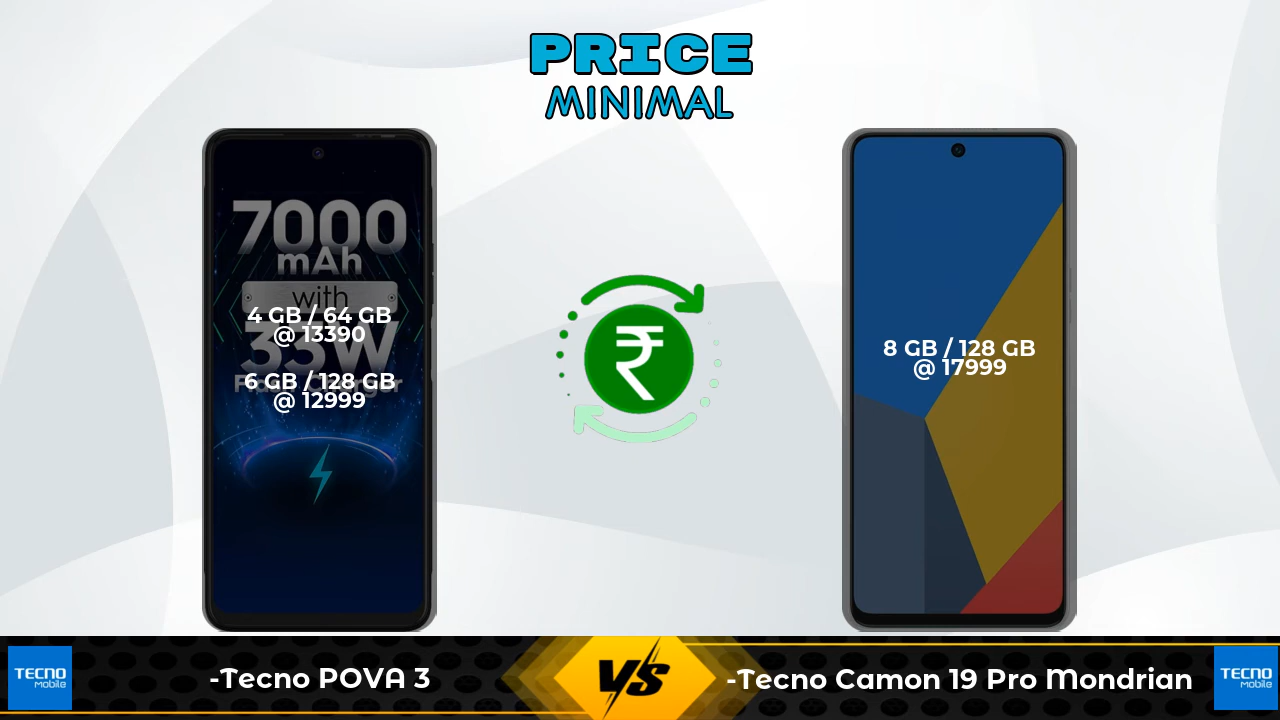 PRICE
MINIMAL
7000
mAh
with
4 GB / 64 GB
@ 13390
33W
6 GB / 128 GB
@ 12999
8 GB / 128 GB
@ 17999
₹
TECNO
mobile
-Tecno POVA 3
VS
-Tecno Camon 19 Pro Mondrian
TECNO
mobile